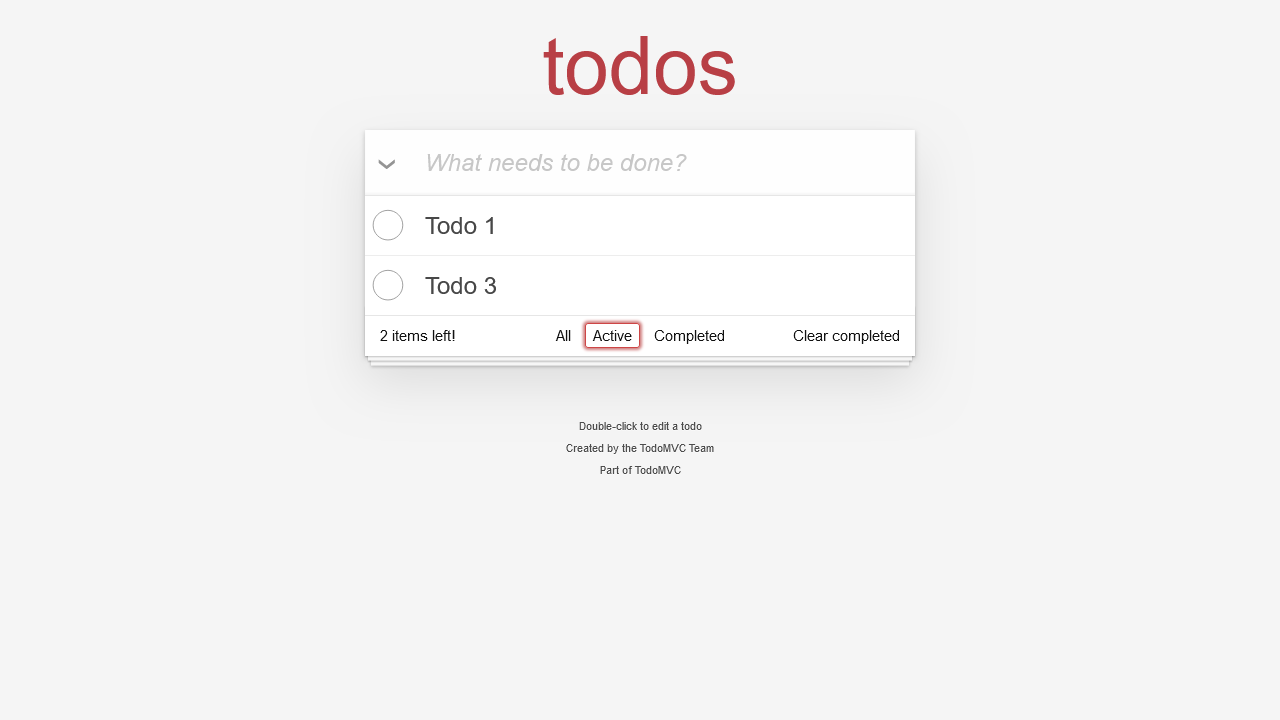 todos
What needs to be done?
Todo 1
Todo 3
2 items left! All Active Completed Clear completed
Double-click to edit a todo
Created by the TodoMVC Team
Part of TodoMVC